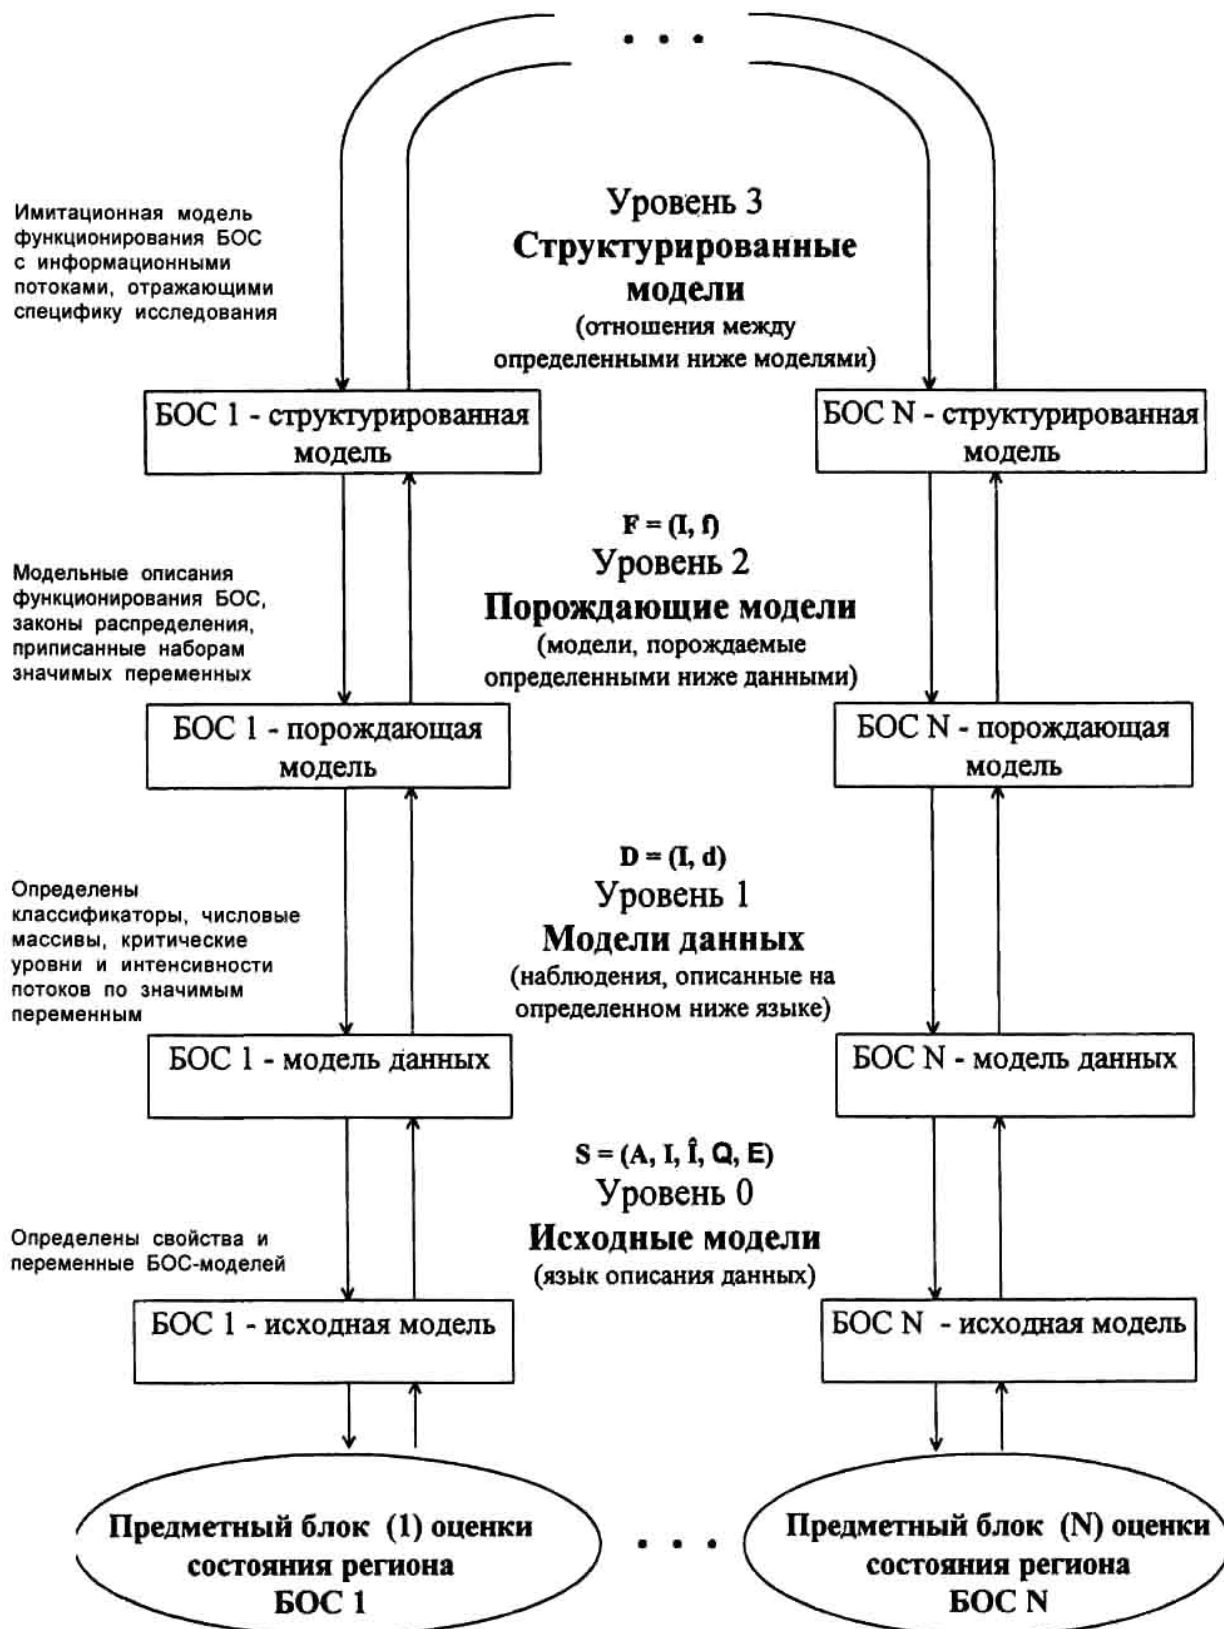 • • •
Имитационная модель
функционирования БОС
с информационными
потоками, отражающими
специфику исследования
Уровень 3
Структурированные
модели
(отношения между
определенными ниже моделями)
БОС 1 - структурированная
модель
БОС N - структурированная
модель
F = (I, f)
Уровень 2
Порождающие модели
(модели, порождаемые
определенными ниже данными)
Модельные описания
функционирования БОС,
законы распределения,
приписанные наборам
значимых переменных
БОС 1 - порождающая
модель
БОС N - порождающая
модель
D = (I, d)
Уровень 1
Модели данных
(наблюдения, описанные на
определенном ниже языке)
Определены
классификаторы, числовые
массивы, критические
уровни и интенсивности
потоков по значимым
переменным
БОС 1 - модель данных
БОС N - модель данных
S = (A, I, Î, Q, E)
Уровень 0
Исходные модели
(язык описания данных)
Определены свойства и
переменные БОС-моделей
БОС 1 - исходная модель
БОС N - исходная модель
Предметный блок (1) оценки
состояния региона
БОС 1
• • •
Предметный блок (N) оценки
состояния региона
БОС N